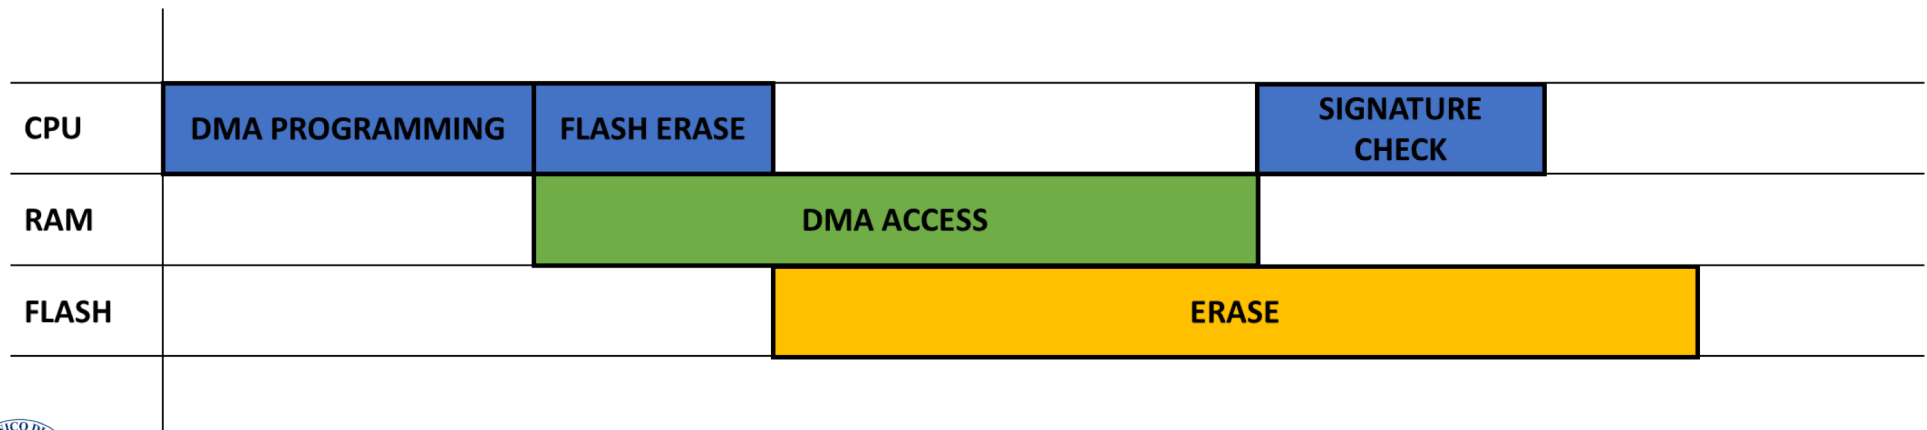 CPU
DMA PROGRAMMING
FLASH ERASE
SIGNATURE
CHECK
RAM
DMA ACCESS
FLASH
ERASE